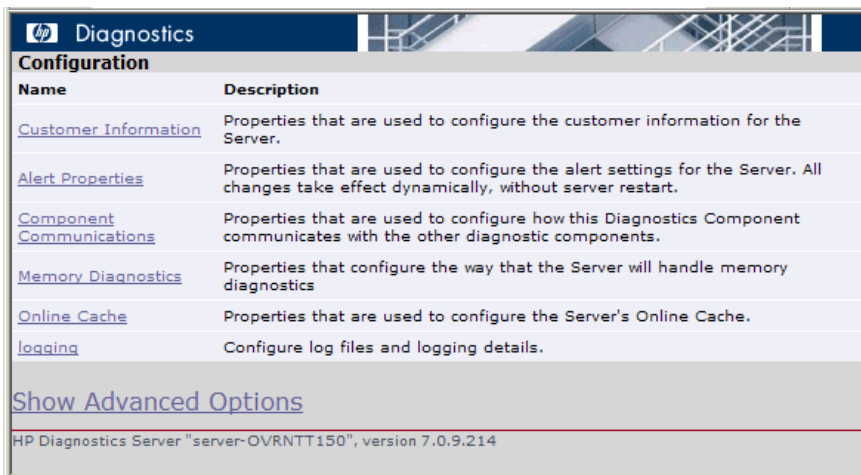 hp Diagnostics
Configuration
Name Description
Customer Information Properties that are used to configure the customer information for the
Server.
Alert Properties Properties that are used to configure the alert settings for the Server. All
changes take effect dynamically, without server restart.
Component Properties that are used to configure how this Diagnostics Component
Communications communicates with the other diagnostic components.
Memory Diagnostics Properties that configure the way that the Server will handle memory
diagnostics
Online Cache Properties that are used to configure the Server's Online Cache.
logging Configure log files and logging details.
Show Advanced Options
HP Diagnostics Server "server-OVRNTT150", version 7.0.9.214